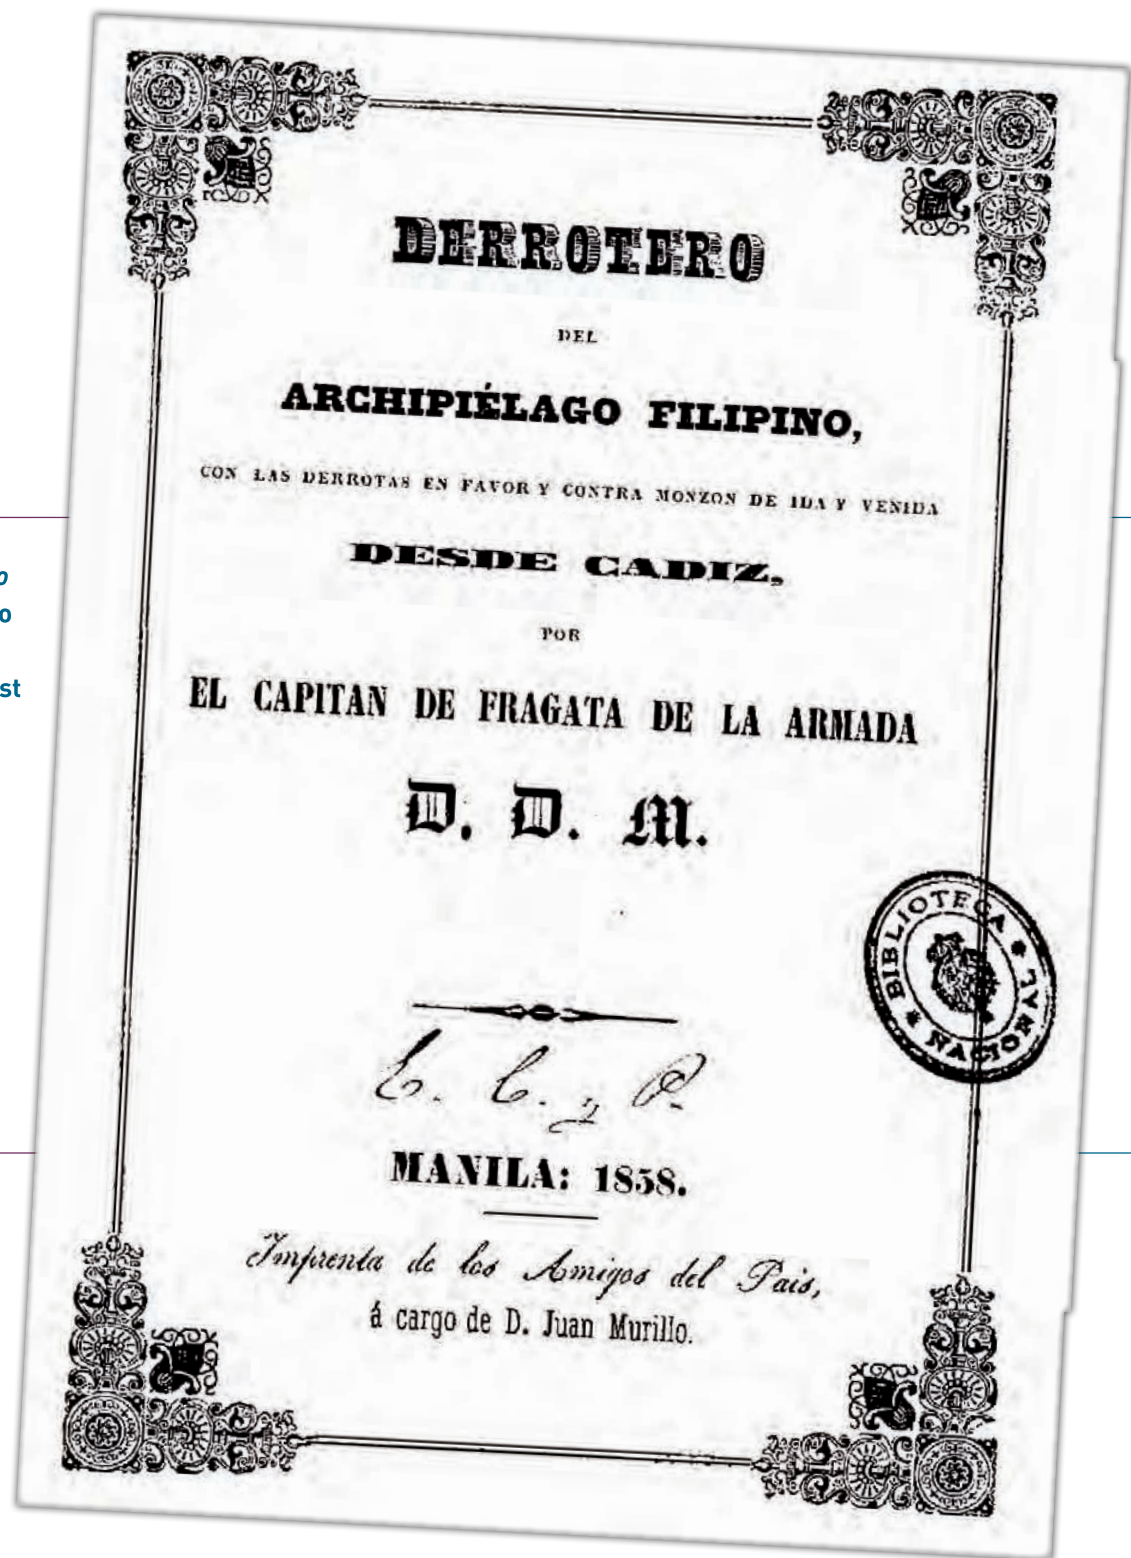 DERROTERO
DEL
ARCHIPIÉLAGO FILIPINO,
CON LAS DERROTAS EN FAVOR Y CONTRA MONZON DE IDA Y VENIDA
DESDE CADIZ,
POR
EL CAPITAN DE FRAGATA DE LA ARMADA
D. D. M.
BIBLIOTECA NACIONAL
MANILA: 1858.
Imprenta de los Amigos del Pais,
á cargo de D. Juan Murillo.
o
o
st